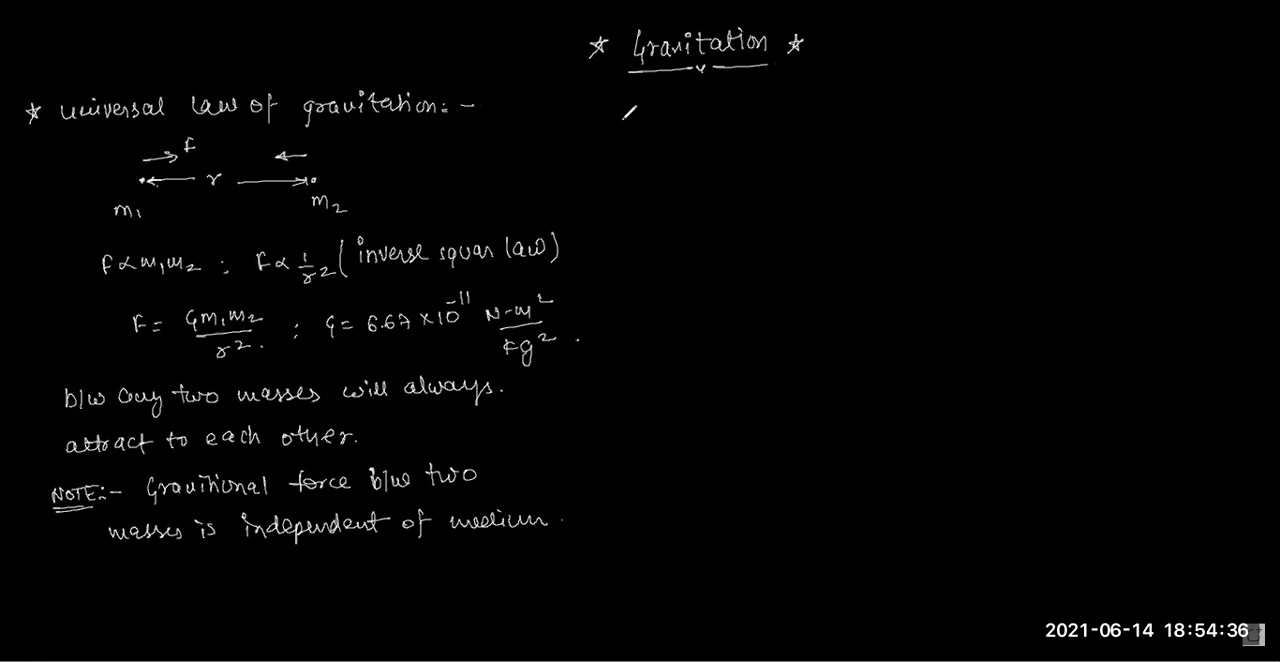 * Gravitation *
* universal law of gravitation:-
F
r
m1 m2
F∝m1m2 ; F∝1/r2 (inverse squar law)
F= Gm1m2/r2. ; G= 6.67×10^-11 N-m2/kg2 .
b/w any two masses will always.
attract to each other.
NOTE:- Gravitional force b/w two
masses is independent of medium.
2021-06-14 18:54:36